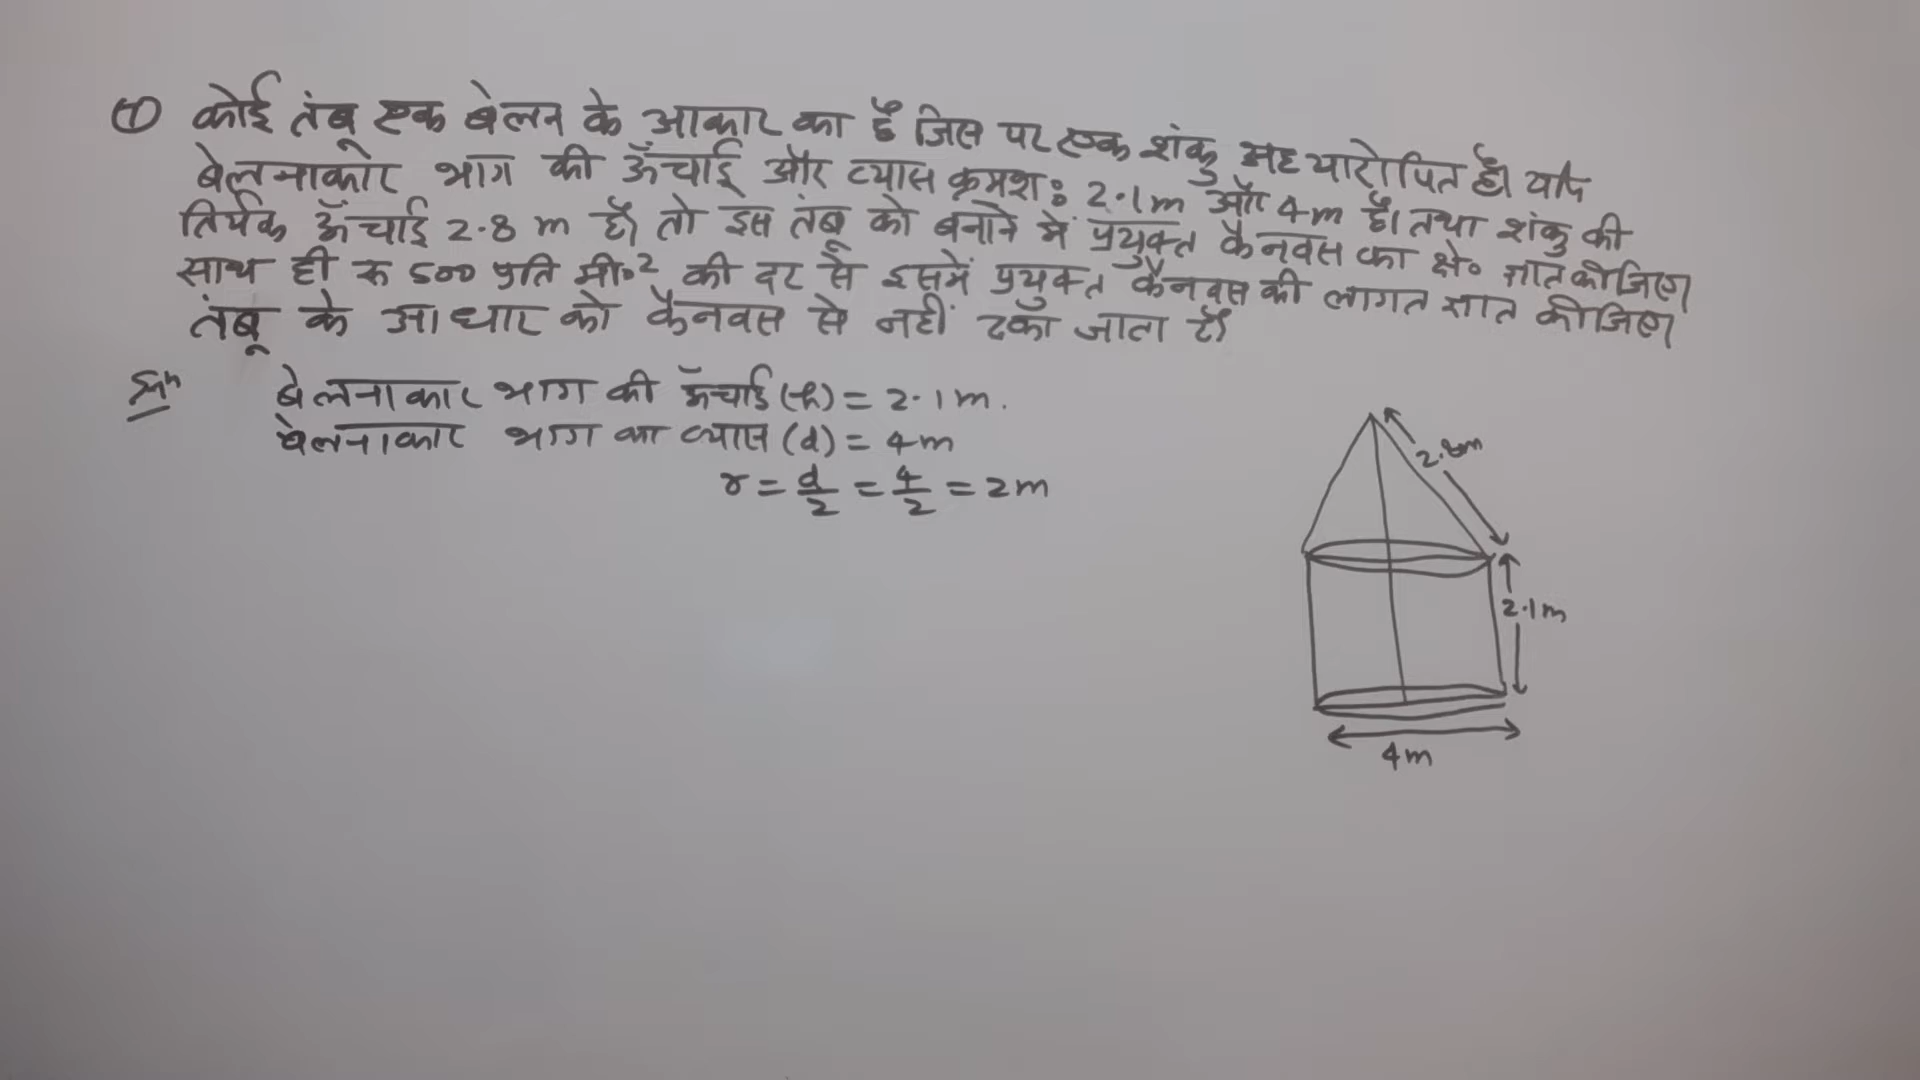 ① कोई तंबू एक बेलन के आकार का है जिस पर एक शंकु अध्यारोपित है। यदि
बेलनाकार भाग की ऊँचाई और व्यास क्रमशः 2.1m और 4m है। तथा शंकु की
तिर्यक ऊँचाई 2.8 m है। तो इस तंबू को बनाने में प्रयुक्त कैनवस का क्षे० ज्ञात कीजिए।
साथ ही रु 500 प्रति मी०² की दर से इसमें प्रयुक्त कैनवस की लागत ज्ञात कीजिए।
तंबू के आधार को कैनवस से नहीं ढका जाता है।
Solⁿ बेलनाकार भाग की ऊँचाई (h) = 2.1m.
बेलनाकार भाग का व्यास (d) = 4m
r = d/2 = 4/2 = 2m
2.8m
2.1m
4m